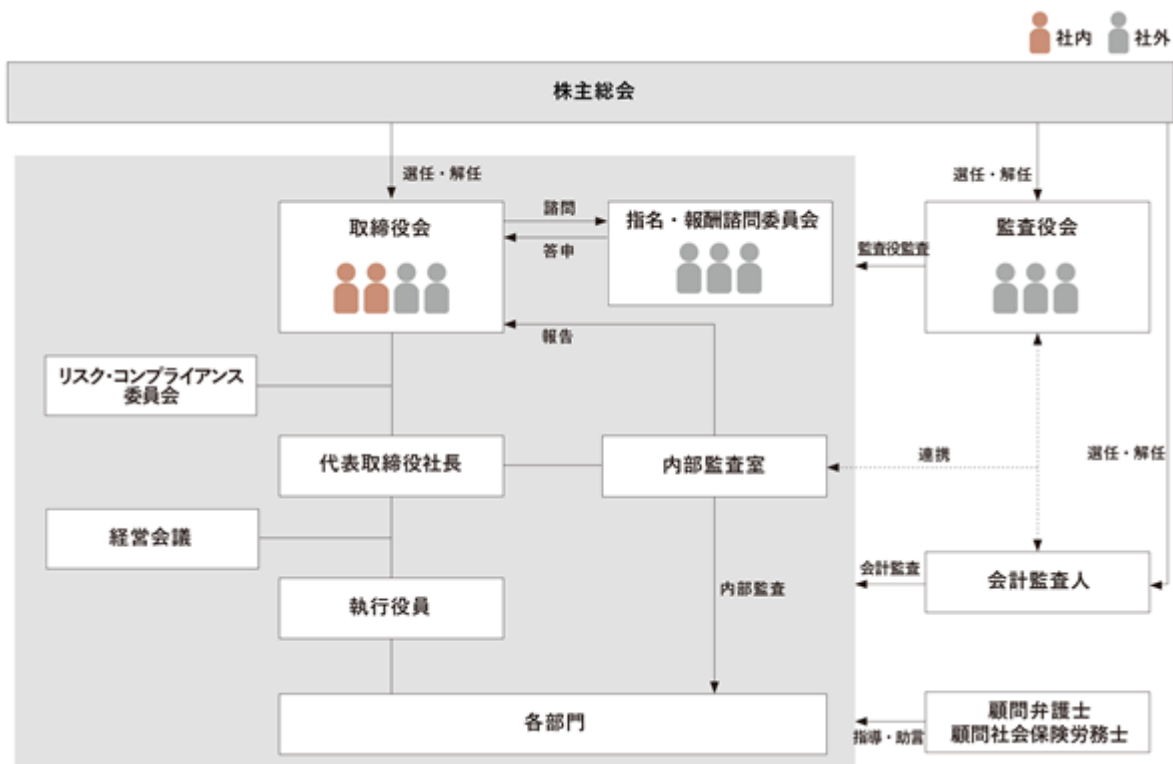 社内 社外
株主総会
選任・解任
選任・解任
取締役会
諮問
答申
指名・報酬諮問委員会
監査役監査
監査役会
報告
リスク・コンプライアンス
委員会
代表取締役社長
内部監査室
連携
選任・解任
経営会議
執行役員
内部監査
会計監査
会計監査人
各部門
指導・助言
顧問弁護士
顧問社会保険労務士